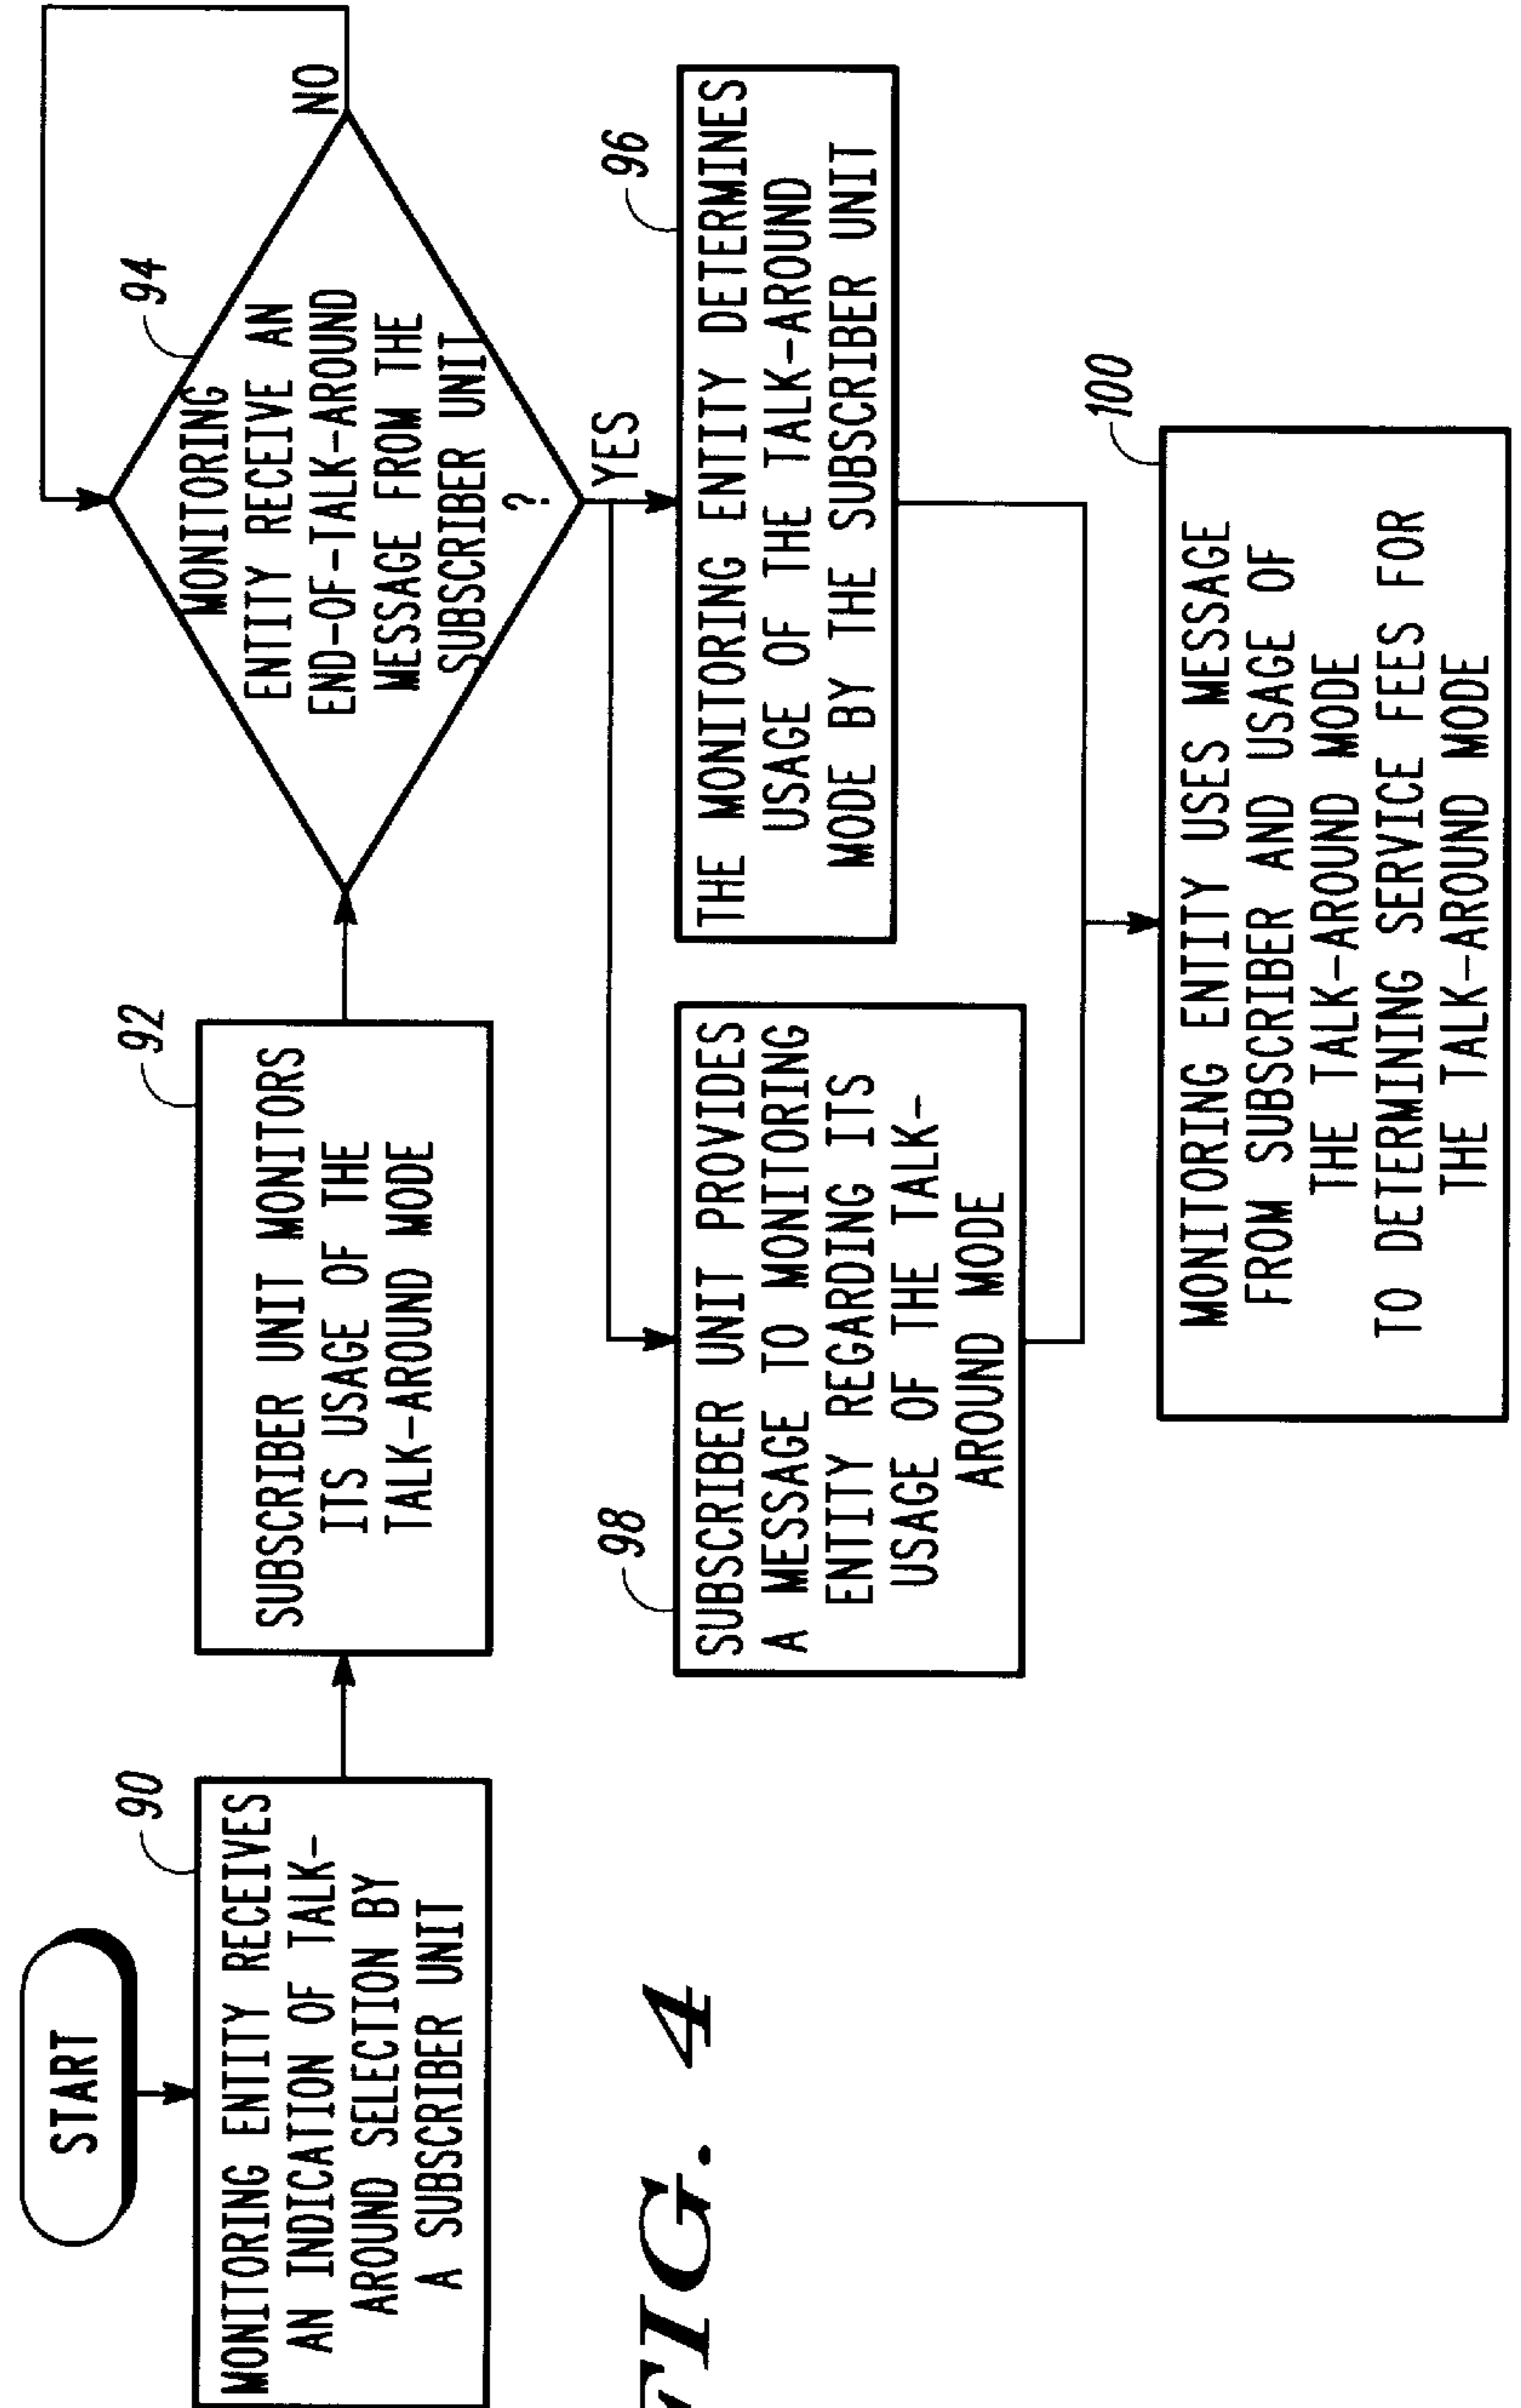 START
90
MONITORING ENTITY RECEIVES
AN INDICATION OF TALK-
AROUND SELECTION BY
A SUBSCRIBER UNIT
92
SUBSCRIBER UNIT MONITORS
ITS USAGE OF THE
TALK-AROUND MODE
94
MONITORING
ENTITY RECEIVE AN
END-OF-TALK-AROUND
MESSAGE FROM THE
SUBSCRIBER UNIT
?
NO
YES
98
SUBSCRIBER UNIT PROVIDES
A MESSAGE TO MONITORING
ENTITY REGARDING ITS
USAGE OF THE TALK-
AROUND MODE
96
THE MONITORING ENTITY DETERMINES
USAGE OF THE TALK-AROUND
MODE BY THE SUBSCRIBER UNIT
100
MONITORING ENTITY USES MESSAGE
FROM SUBSCRIBER AND USAGE OF
THE TALK-AROUND MODE
TO DETERMINING SERVICE FEES FOR
THE TALK-AROUND MODE
FIG. 4